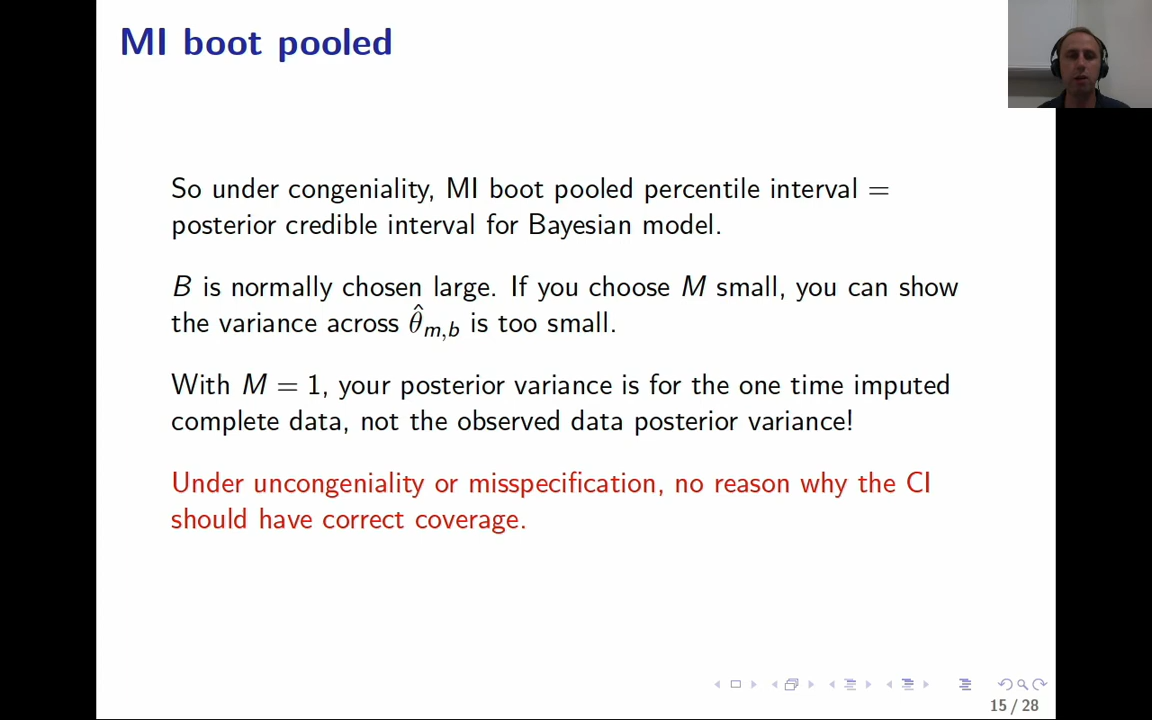 MI boot pooled
So under congeniality, MI boot pooled percentile interval =
posterior credible interval for Bayesian model.
B is normally chosen large. If you choose M small, you can show
the variance across θ̂m,b is too small.
With M = 1, your posterior variance is for the one time imputed
complete data, not the observed data posterior variance!
Under uncongeniality or misspecification, no reason why the CI
should have correct coverage.
15 / 28